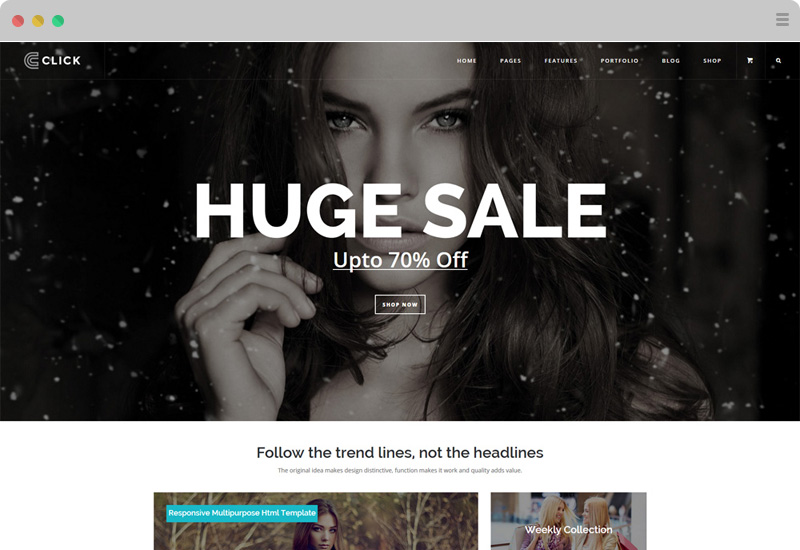 CLICK
HOME PAGES FEATURES PORTFOLIO BLOG SHOP
HUGE SALE
Upto 70% Off
SHOP NOW
Follow the trend lines, not the headlines
The original idea makes design distinctive, function makes it work and quality adds value.
Responsive Multipurpose Html Template
Weekly Collection